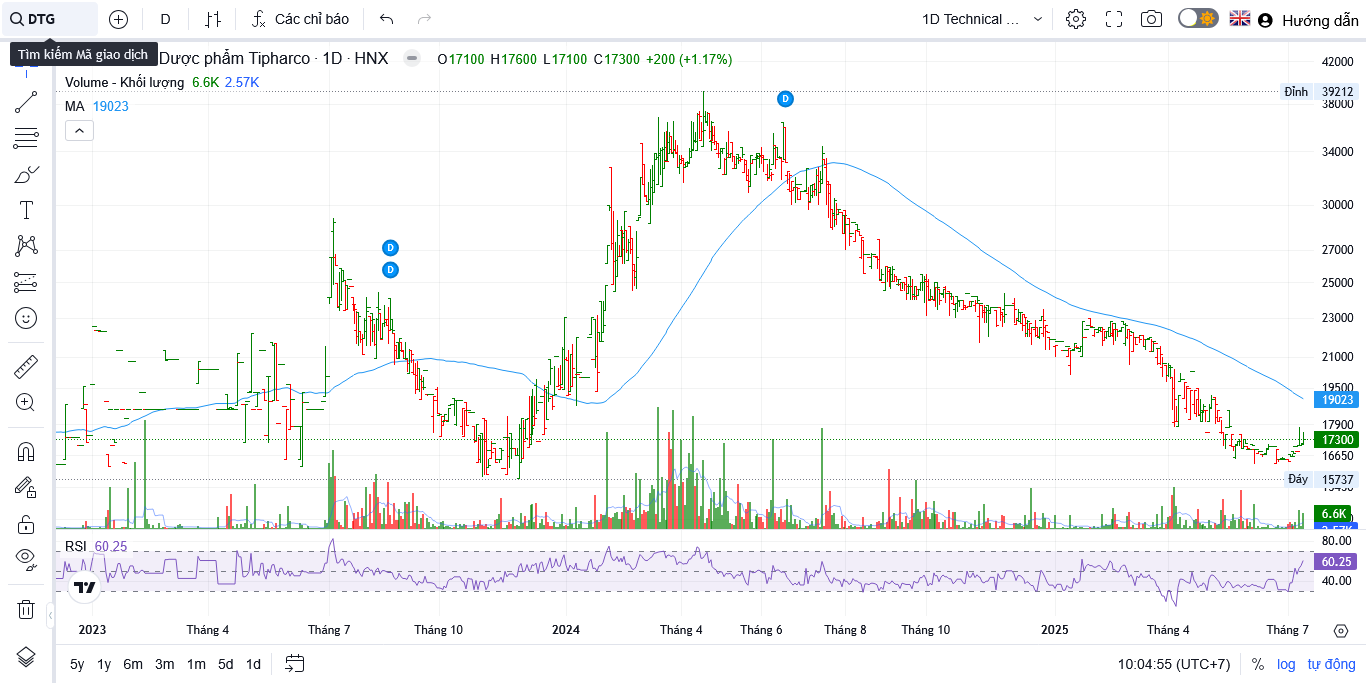 DTG
D
Các chỉ báo
1D Technical ...
Hướng dẫn
Tìm kiếm Mã giao dịch
Dược phẩm Tipharco · 1D · HNX
O17100 H17600 L17100 C17300 +200 (+1.17%)
Volume - Khối lượng 6.6K 2.57K
MA 19023
D
D
D
42000
Đỉnh 39212
38000
34000
30000
27000
25000
23000
21000
19500
19023
17900
17300
16650
Đáy 15737
6.6K
2.57K
RSI 60.25
80.00
60.25
40.00
2023 Tháng 4 Tháng 7 Tháng 10 2024 Tháng 4 Tháng 6 Tháng 8 Tháng 10 2025 Tháng 4 Tháng 7
5y 1y 6m 3m 1m 5d 1d
10:04:55 (UTC+7) % log tự động